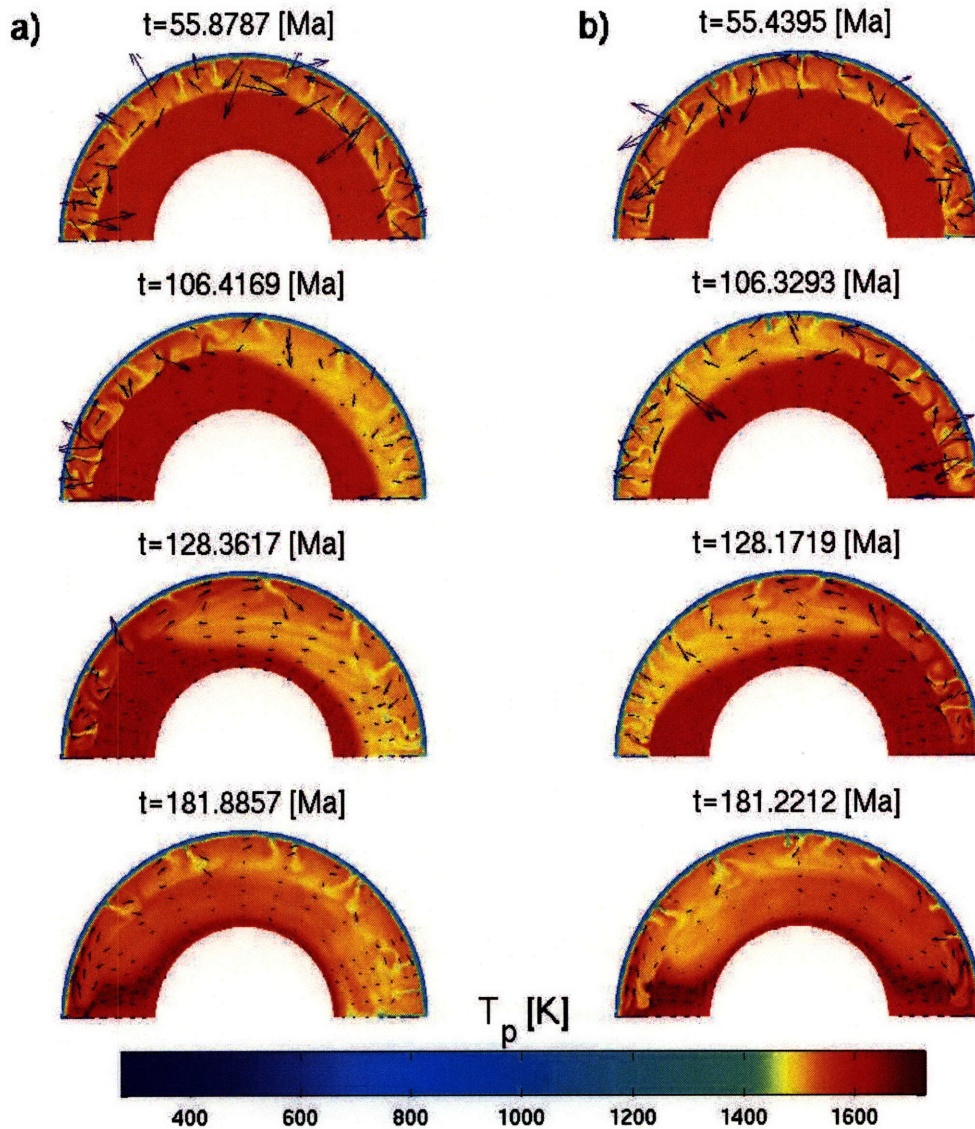 a) t=55.8787 [Ma] b) t=55.4395 [Ma]
t=106.4169 [Ma] t=106.3293 [Ma]
t=128.3617 [Ma] t=128.1719 [Ma]
t=181.8857 [Ma] t=181.2212 [Ma]
T_p [K]
400 600 800 1000 1200 1400 1600